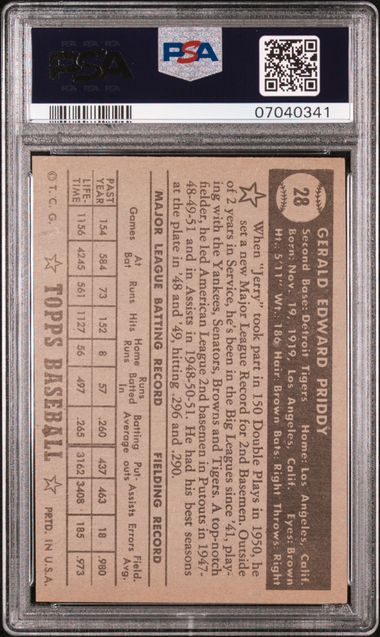 PSA
PSA
07040341
28
GERALD EDWARD PRIDDY
Second Base: Detroit Tigers Home: Los Angeles, Calif.
Born: Nov. 19, 1919, Los Angeles, Calif. Eyes: Brown
Ht.: 5'11" Wt.: 186 Hair: Brown Bats: Right Throws: Right
When "Jerry" took part in 150 Double Plays in 1950, he
set a new Major League Record for 2nd Basemen. Outside
of 2 years in Service, he's been in the Big Leagues since '41, play-
ing with the Yankees, Senators, Browns and Tigers. A top-notch
fielder, he led American League 2nd basemen in Putouts in 1947-
48-49-51 and in Assists in 1948-50-51. He had his best seasons
at the plate in '48 and '49, hitting .296 and .290.
MAJOR LEAGUE BATTING RECORD FIELDING RECORD
At Home Runs Batted Batting Put- Field.
Games Bat Runs Hits Runs In Average outs Assists Errors Avg.
PAST YEAR 154 584 73 152 8 57 .260 437 463 18 .980
LIFE-TIME 1156 4245 561 1127 56 497 .265 3162 3408 185 .973
© T. C. G. TOPPS BASEBALL PRTD. IN U.S.A.